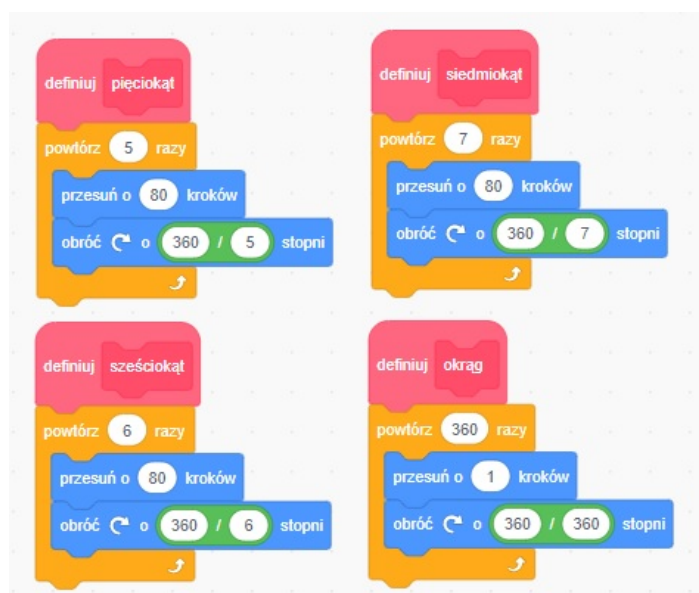 definiuj pięciokąt
powtórz 5 razy
przesuń o 80 kroków
obróć o 360 / 5 stopni
definiuj siedmiokąt
powtórz 7 razy
przesuń o 80 kroków
obróć o 360 / 7 stopni
definiuj sześciokąt
powtórz 6 razy
przesuń o 80 kroków
obróć o 360 / 6 stopni
definiuj okrąg
powtórz 360 razy
przesuń o 1 kroków
obróć o 360 / 360 stopni